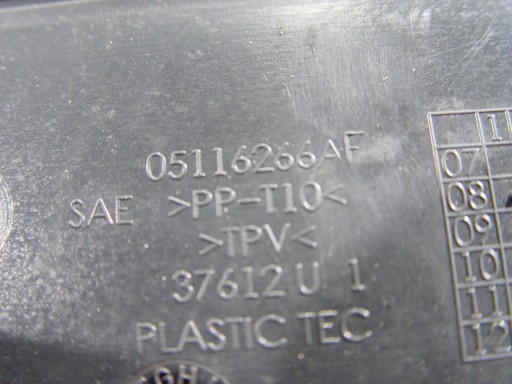 05116266AF
SAE >PP-T10<
>TPV<
37612 U 1
PLASTIC TEC
07
08
09
10
11
12